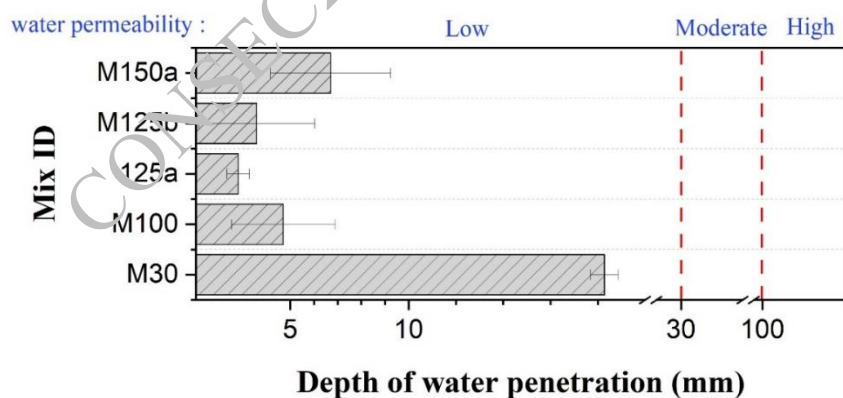 water permeability :
Low
Moderate
High
M150a
M125b
125a
M100
M30
Mix ID
5
10
30
100
Depth of water penetration (mm)